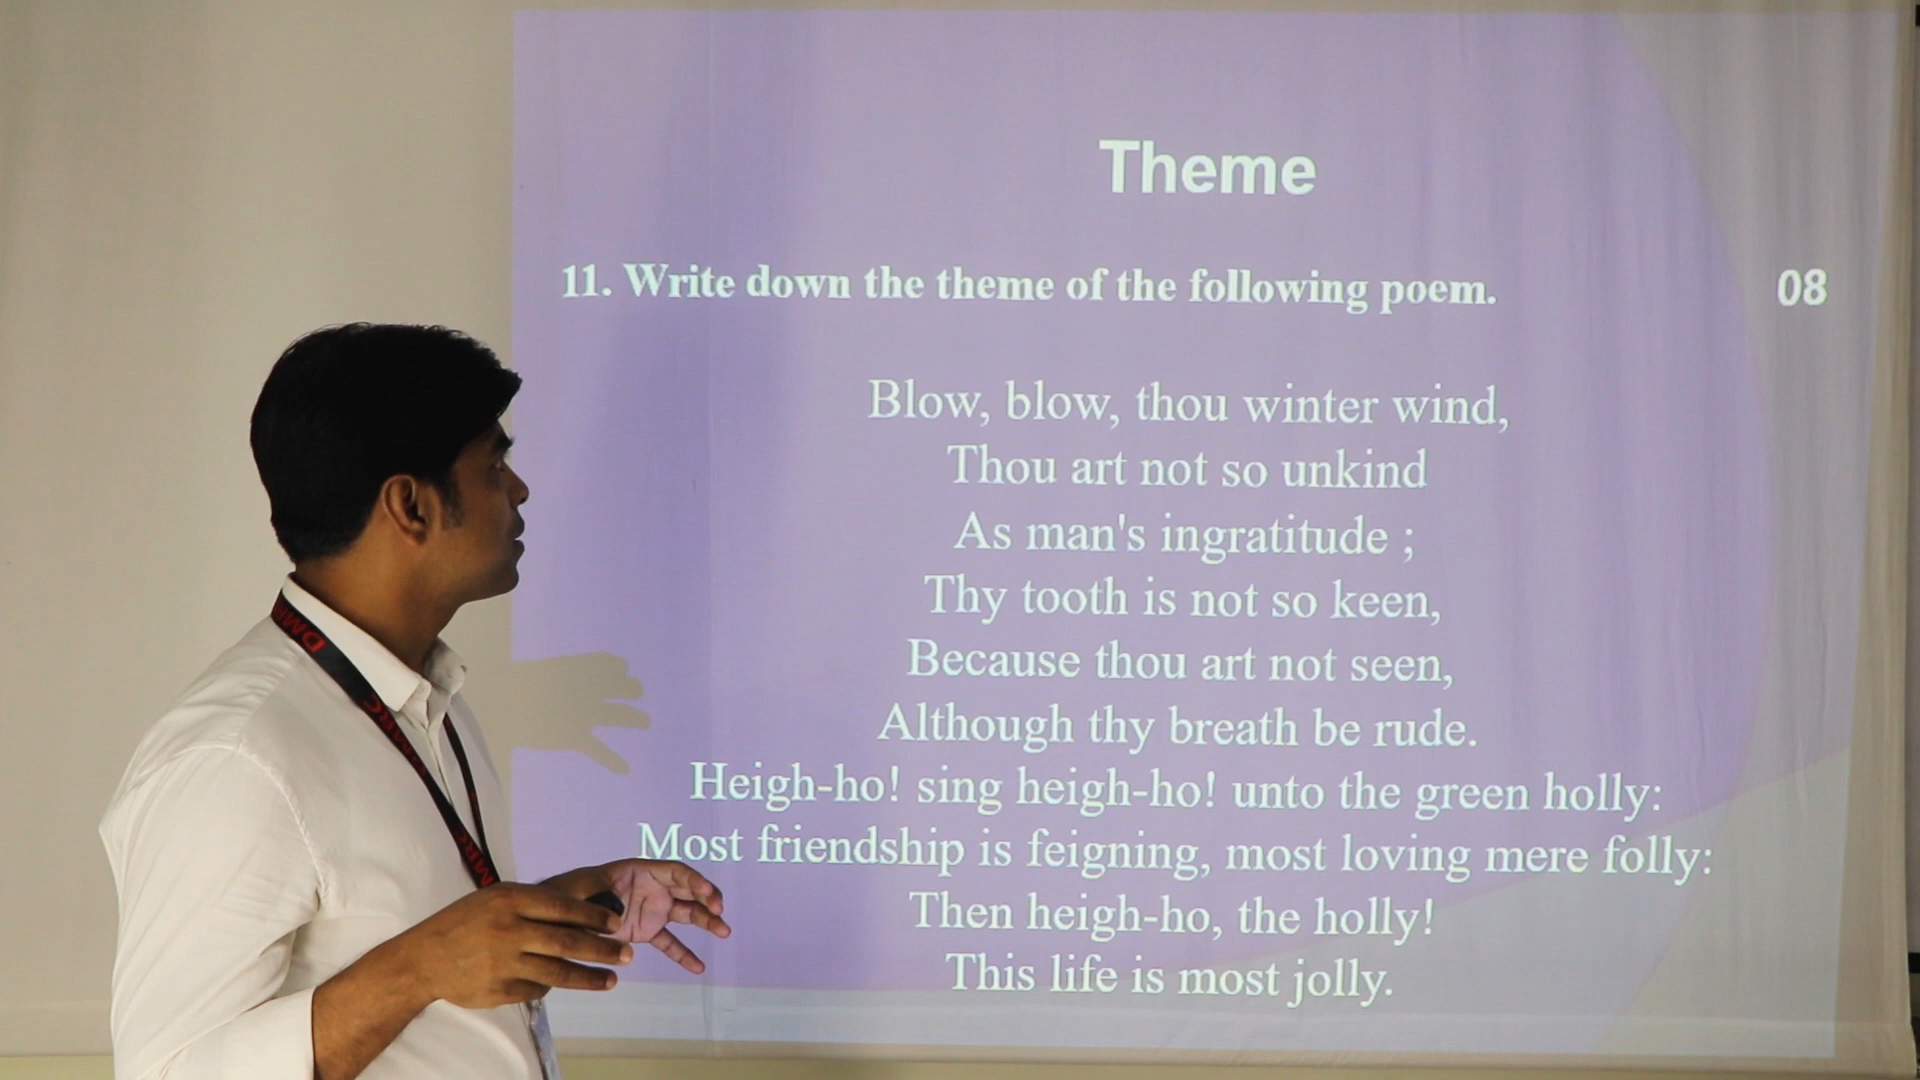 Theme
11. Write down the theme of the following poem. 08
Blow, blow, thou winter wind,
Thou art not so unkind
As man's ingratitude ;
Thy tooth is not so keen,
Because thou art not seen,
Although thy breath be rude.
Heigh-ho! sing heigh-ho! unto the green holly:
Most friendship is feigning, most loving mere folly:
Then heigh-ho, the holly!
This life is most jolly.